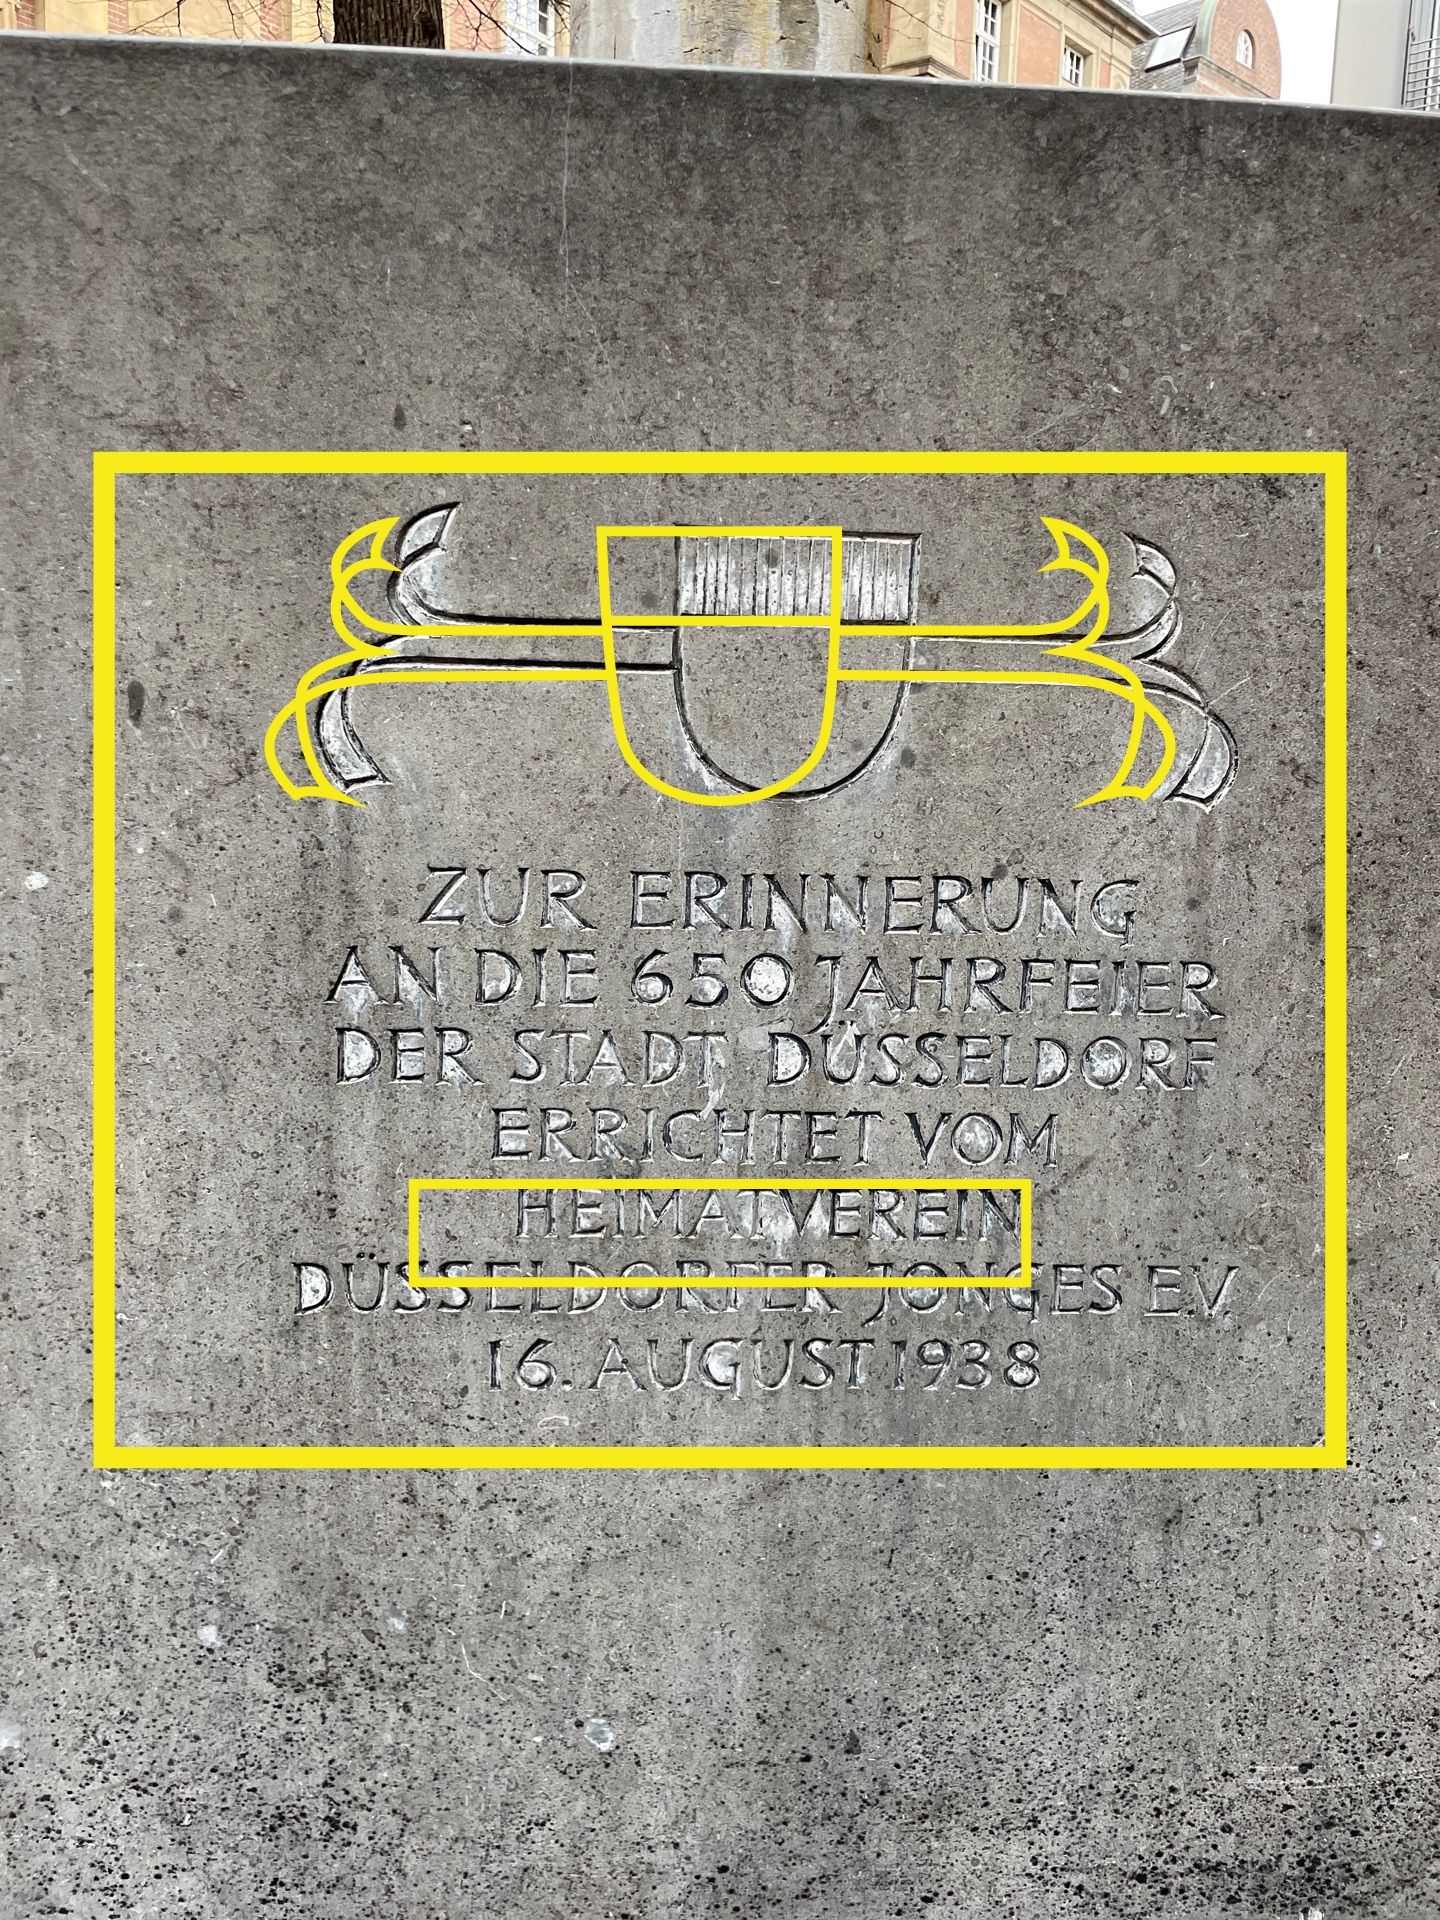 ZUR ERINNERUNG
AN DIE 650 JAHRFEIER
DER STADT DÜSSELDORF
ERRICHTET VOM
HEIMATVEREIN
DÜSSELDORFER JONGES E.V.
16. AUGUST 1938